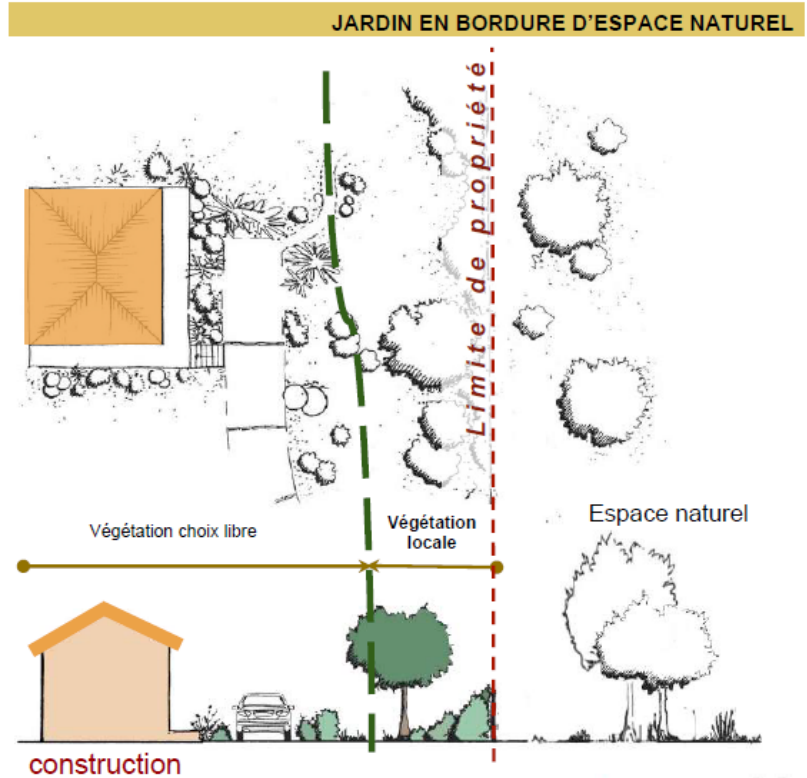 JARDIN EN BORDURE D'ESPACE NATUREL
Limite de propriété
Végétation choix libre
Végétation
locale
Espace naturel
construction